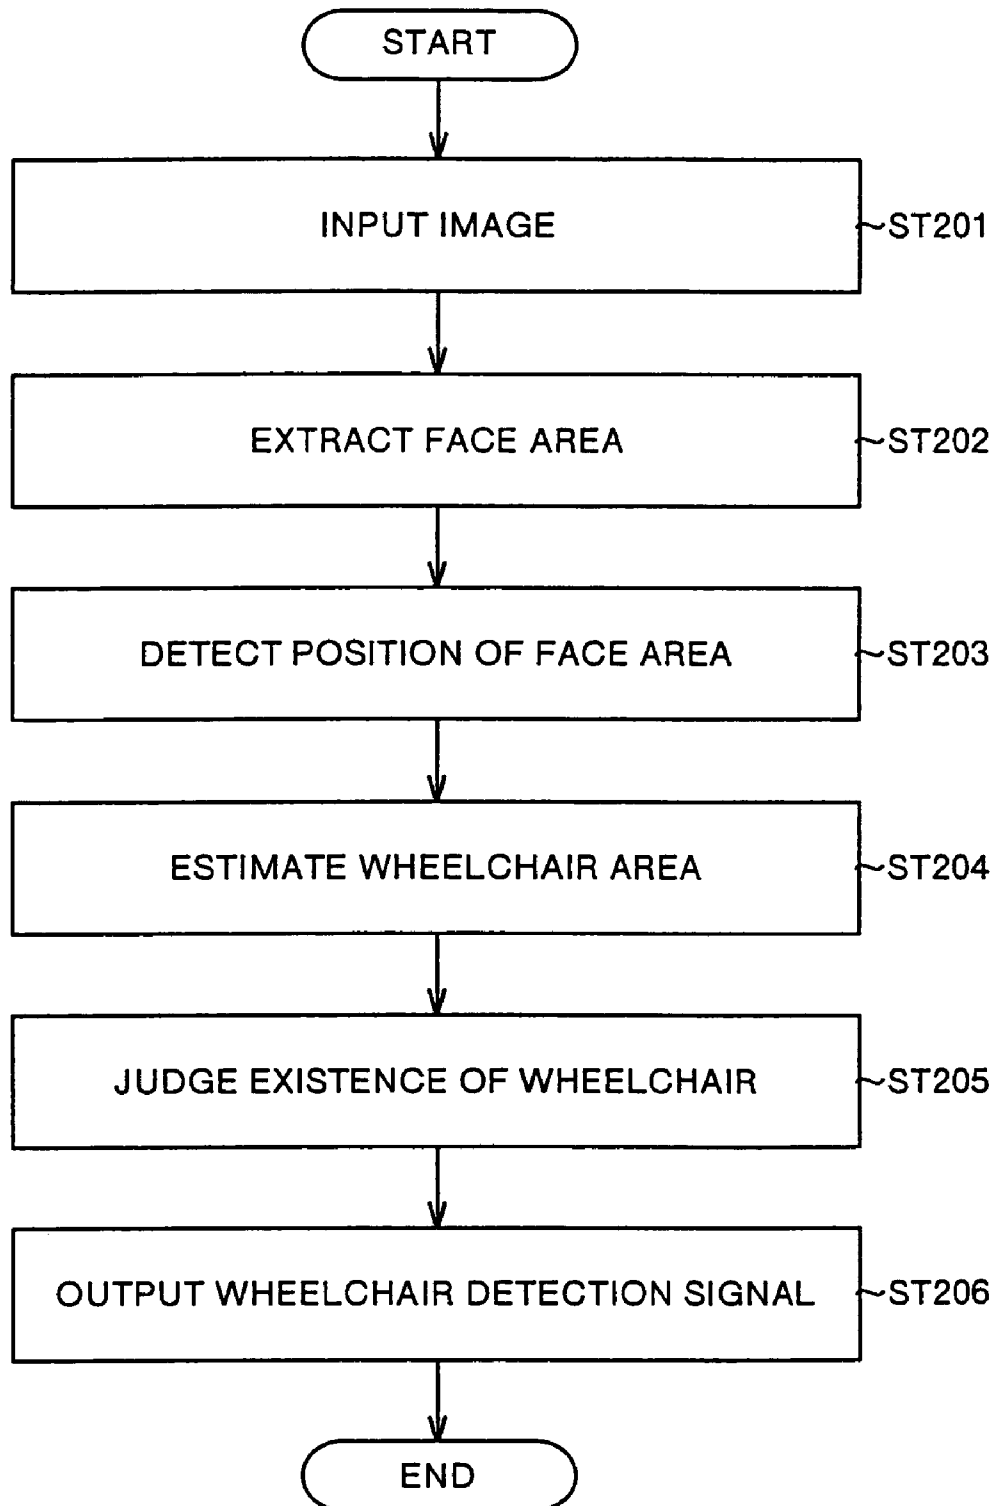 START
INPUT IMAGE
ST201
EXTRACT FACE AREA
ST202
DETECT POSITION OF FACE AREA
ST203
ESTIMATE WHEELCHAIR AREA
ST204
JUDGE EXISTENCE OF WHEELCHAIR
ST205
OUTPUT WHEELCHAIR DETECTION SIGNAL
ST206
END